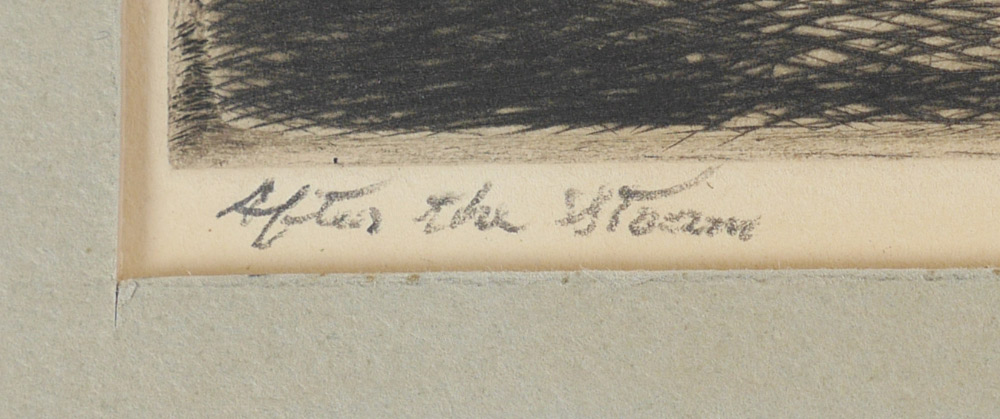 After the Storm